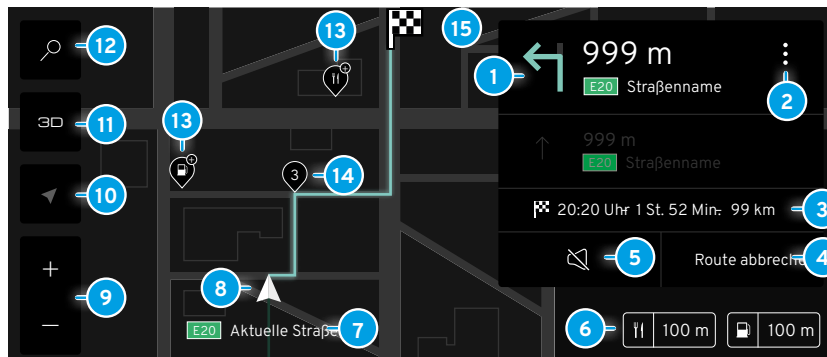 12
3D
11
10
+
9
−
13
13
3
14
8
E20 Aktuelle Straße
7
15
1
999 m
E20 Straßenname
2
999 m
E20 Straßenname
20:20 Uhr 1 St. 52 Min. 99 km
3
5
Route abbreche
4
6
100 m
100 m